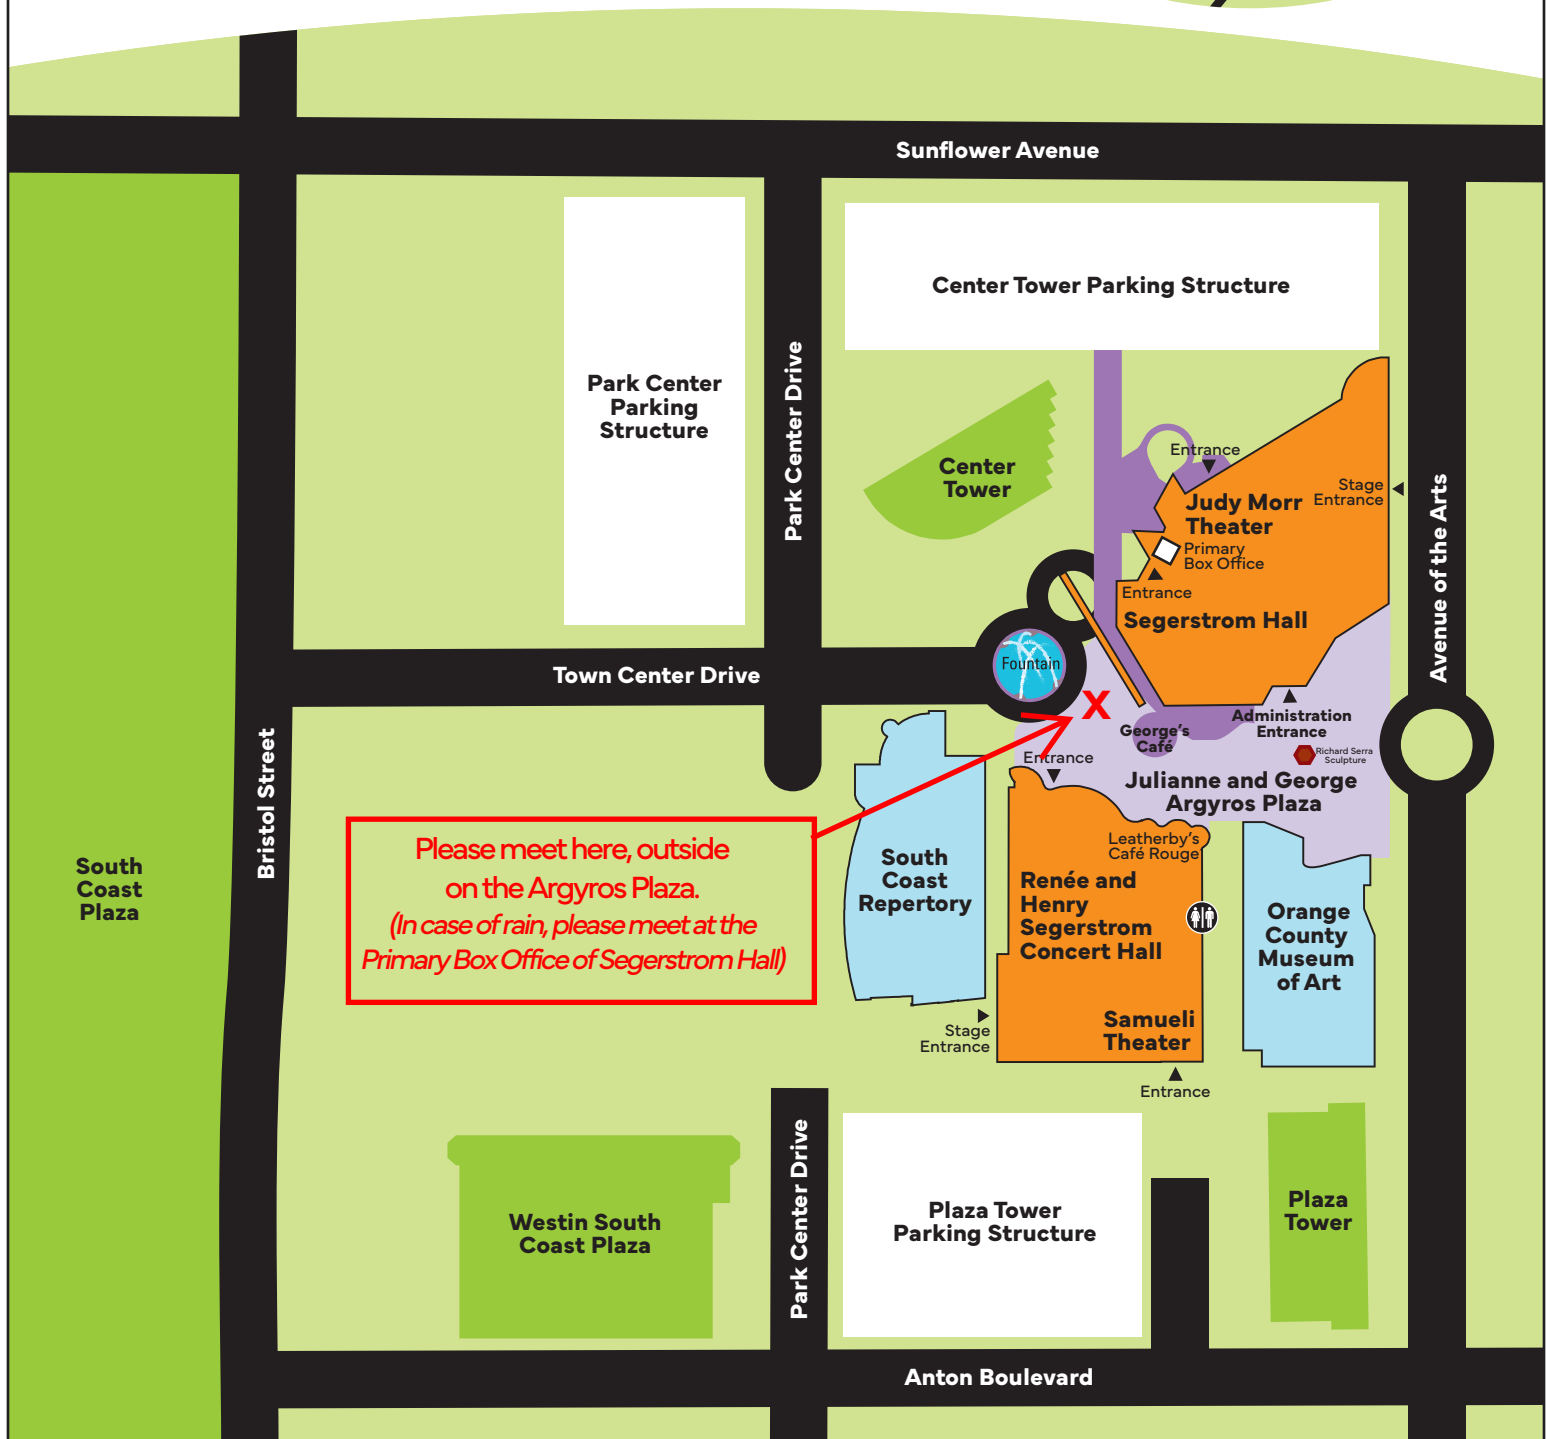 Sunflower Avenue
Center Tower Parking Structure
Park Center
Parking
Structure
Park Center Drive
Center
Tower
Entrance
Stage
Entrance
Judy Morr
Theater
Primary
Box Office
Entrance
Segerstrom Hall
Avenue of the Arts
Fountain
Town Center Drive
X
George's
Café
Administration
Entrance
Richard Serra
Sculpture
Entrance
Julianne and George
Argyros Plaza
Bristol Street
Please meet here, outside
on the Argyros Plaza.
(In case of rain, please meet at the
Primary Box Office of Segerstrom Hall)
South
Coast
Plaza
South
Coast
Repertory
Leatherby's
Café Rouge
Renée and
Henry
Segerstrom
Concert Hall
Orange
County
Museum
of Art
Samueli
Theater
Stage
Entrance
Entrance
Park Center Drive
Westin South
Coast Plaza
Plaza Tower
Parking Structure
Plaza
Tower
Anton Boulevard